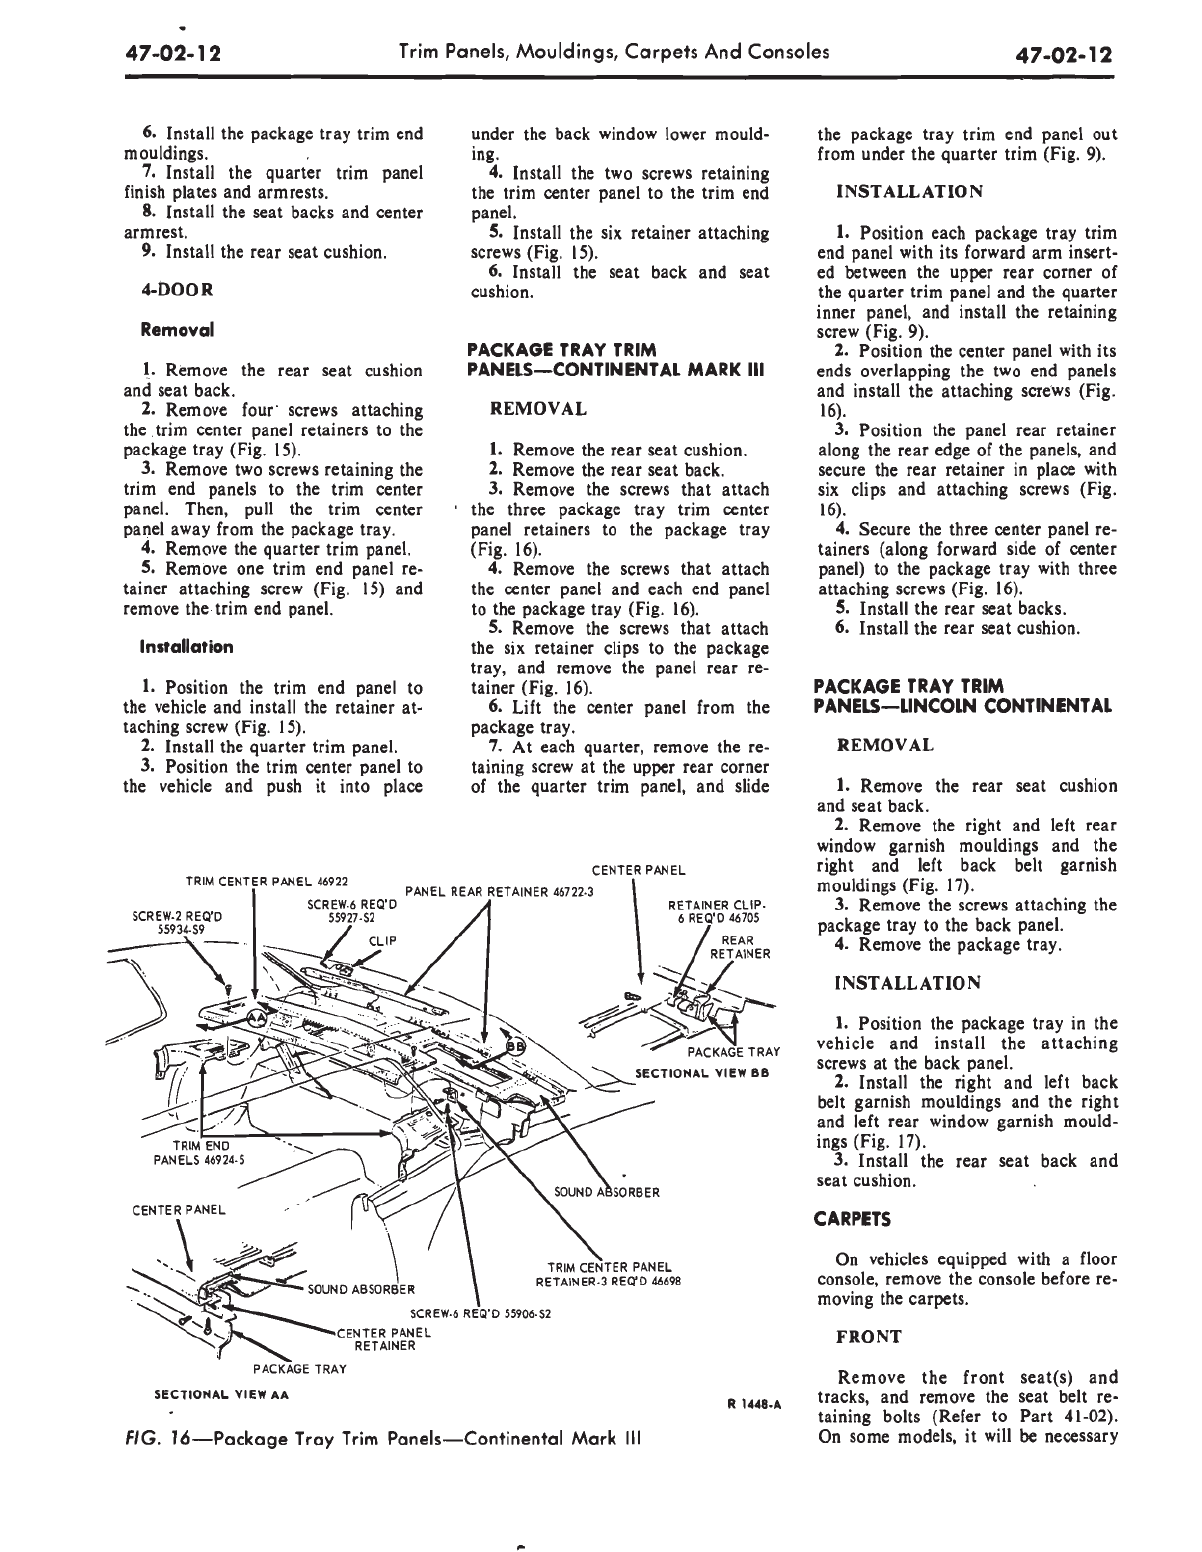 47-02-12
Trim Panels, Mouldings, Carpets And Consoles
47-02-12
6. Install the package tray trim end
mouldings.
7. Install the quarter trim panel
finish plates and armrests.
8. Install the seat backs and center
armrest.
9. Install the rear seat cushion.
4-DOOR
Removal
1. Remove the rear seat cushion
and seat back.
2. Remove four screws attaching
the trim center panel retainers to the
package tray (Fig. 15).
3. Remove two screws retaining the
trim end panels to the trim center
panel. Then, pull the trim center
panel away from the package tray.
4. Remove the quarter trim panel.
5. Remove one trim end panel re-
tainer attaching screw (Fig. 15) and
remove the trim end panel.
Installation
1. Position the trim end panel to
the vehicle and install the retainer at-
taching screw (Fig. 15).
2. Install the quarter trim panel.
3. Position the trim center panel to
the vehicle and push it into place
under the back window lower mould-
ing.
4. Install the two screws retaining
the trim center panel to the trim end
panel.
5. Install the six retainer attaching
screws (Fig. 15).
6. Install the seat back and seat
cushion.
PACKAGE TRAY TRIM
PANELS—CONTINENTAL MARK III
REMOVAL
1. Remove the rear seat cushion.
2. Remove the rear seat back.
3. Remove the screws that attach
the three package tray trim center
panel retainers to the package tray
(Fig. 16).
4. Remove the screws that attach
the center panel and each end panel
to the package tray (Fig. 16).
5. Remove the screws that attach
the six retainer clips to the package
tray, and remove the panel rear re-
tainer (Fig. 16).
6. Lift the center panel from the
package tray.
7. At each quarter, remove the re-
taining screw at the upper rear corner
of the quarter trim panel, and slide
the package tray trim end panel out
from under the quarter trim (Fig. 9).
INSTALLATION
1. Position each package tray trim
end panel with its forward arm insert-
ed between the upper rear corner of
the quarter trim panel and the quarter
inner panel, and install the retaining
screw (Fig. 9).
2. Position the center panel with its
ends overlapping the two end panels
and install the attaching screws (Fig.
16).
3. Position the panel rear retainer
along the rear edge of the panels, and
secure the rear retainer in place with
six clips and attaching screws (Fig.
16).
4. Secure the three center panel re-
tainers (along forward side of center
panel) to the package tray with three
attaching screws (Fig. 16).
5. Install the rear seat backs.
6. Install the rear seat cushion.
PACKAGE TRAY TRIM
PANELS—LINCOLN CONTINENTAL
REMOVAL
1. Remove the rear seat cushion
and seat back.
2. Remove the right and left rear
window garnish mouldings and the
right and left back belt garnish
mouldings (Fig. 17).
3. Remove the screws attaching the
package tray to the back panel.
4. Remove the package tray.
INSTALLATION
1. Position the package tray in the
vehicle and install the attaching
screws at the back panel.
2. Install the right and left back
belt garnish mouldings and the right
and left rear window garnish mould-
ings (Fig. 17).
3. Install the rear seat back and
seat cushion.
CARPETS
On vehicles equipped with a floor
console, remove the console before re-
moving the carpets.
FRONT
Remove the front seat(s) and
tracks, and remove the seat belt re-
taining bolts (Refer to Part 41-02).
On some models, it will be necessary
TRIM CENTER PANEL 46922
SCREW-2 REQ'D
55934-S9
SCREW-6 REQ'D
55927-S2
CLIP
PANEL REAR RETAINER 46722-3
CENTER PANEL
RETAINER CLIP-
6 REQ'D 46705
REAR
RETAINER
AA
BB
PACKAGE TRAY
SECTIONAL VIEW BB
TRIM END
PANELS 46924-5
SOUND ABSORBER
CENTER PANEL
TRIM CENTER PANEL
RETAINER-3 REQ'D 46698
SOUND ABSORBER
SCREW-6 REQ'D 55906-S2
CENTER PANEL
RETAINER
PACKAGE TRAY
SECTIONAL VIEW AA
R 1448-A
FIG. 16—Package Tray Trim Panels—Continental Mark III